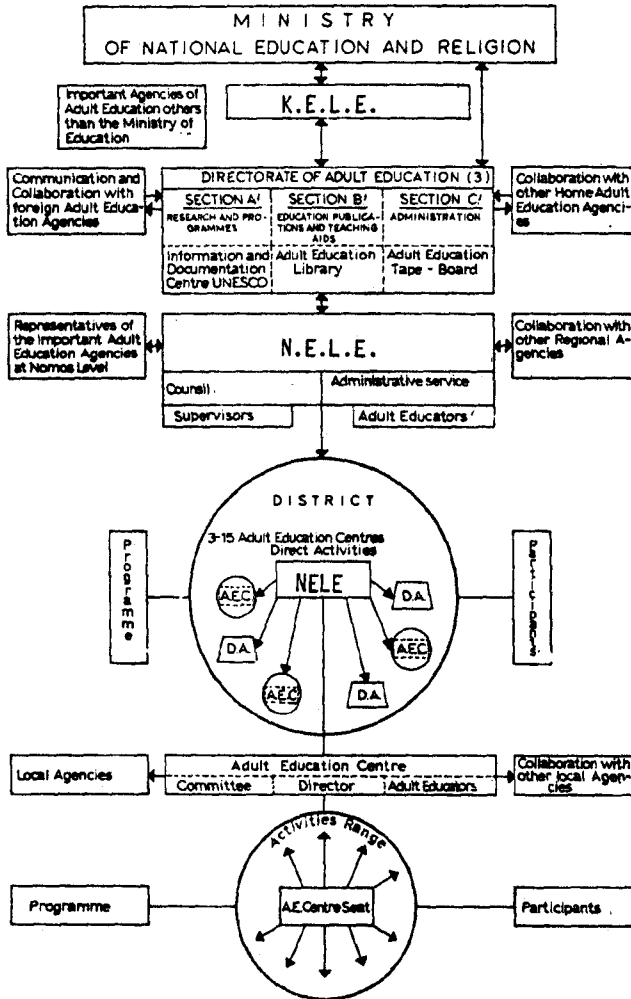 MINISTRY
OF NATIONAL EDUCATION AND RELIGION
Important Agencies of
Adult Education others
than the Ministry of
Education
K.E.L.E.
Communication and
Collaboration with
foreign Adult Educa-
tion Agencies
DIRECTORATE OF ADULT EDUCATION (3)
SECTION A'
RESEARCH AND PRO-
GRAMMES
Information and
Documentation
Centre UNESCO
SECTION B'
EDUCATION PUBLICA-
TIONS AND TEACHING
AIDS
Adult Education
Library
SECTION C'
ADMINISTRATION
Adult Education
Tape - Board
Collaboration with
other Home Adult
Education Agenci-
es
Representatives of
the Important Adult
Education Agencies
at Nomos Level
N.E.L.E.
Counsil
Administrative service
Supervisors
Adult Educators
Collaboration with
other Regional A-
gencies
DISTRICT
3-15 Adult Education Centres
Direct Activities
NELE
A.E.C
D.A.
D.A.
A.E.C
A.E.C
D.A.
Programme
Participants
Local Agencies
Adult Education Centre
Committee
Director
Adult Educators
Collaboration with
other local Agen-
cies
Activities Range
A.E.Centre Seat
Programme
Participants